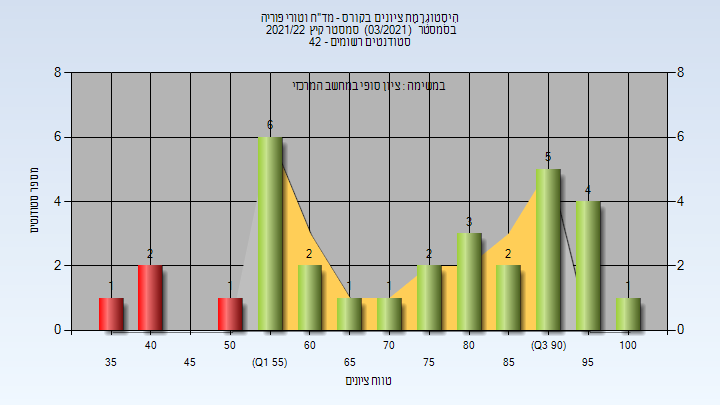 היסטוגרמת ציונים בקורס - מד"ח וטורי פוריה
בסמסטר (03/2021) סמסטר קיץ 2021/22
סטודנטים רשומים - 42
במשימה : ציון סופי במחשב המרכזי
8 8
6 6
4 4
2 2
0 0
מספר סטודנטים
1 2 1 6 2 1 1 2 3 2 5 4 1
40 50 60 70 80 (Q3 90) 100
35 45 (Q1 55) 65 75 85 95
טווח ציונים